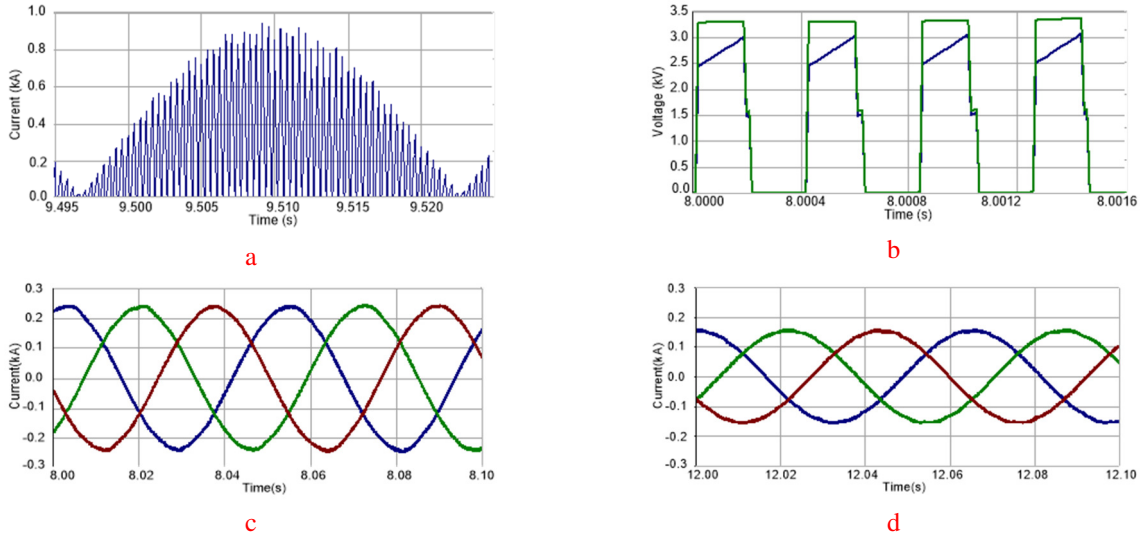 1.0
0.8
0.6
0.4
0.2
0.0
Current (kA)
9.495 9.500 9.505 9.510 9.515 9.520
Time (s)
a
3.5
3.0
2.5
2.0
1.5
1.0
0.5
0.0
Voltage (kV)
8.0000 8.0004 8.0008 8.0012 8.0016
Time (s)
b
0.3
0.2
0.1
0.0
-0.1
-0.2
-0.3
Current(kA)
8.00 8.02 8.04 8.06 8.08 8.10
Time(s)
c
0.3
0.2
0.1
0.0
-0.1
-0.2
-0.3
Current(kA)
12.00 12.02 12.04 12.06 12.08 12.10
Time(s)
d